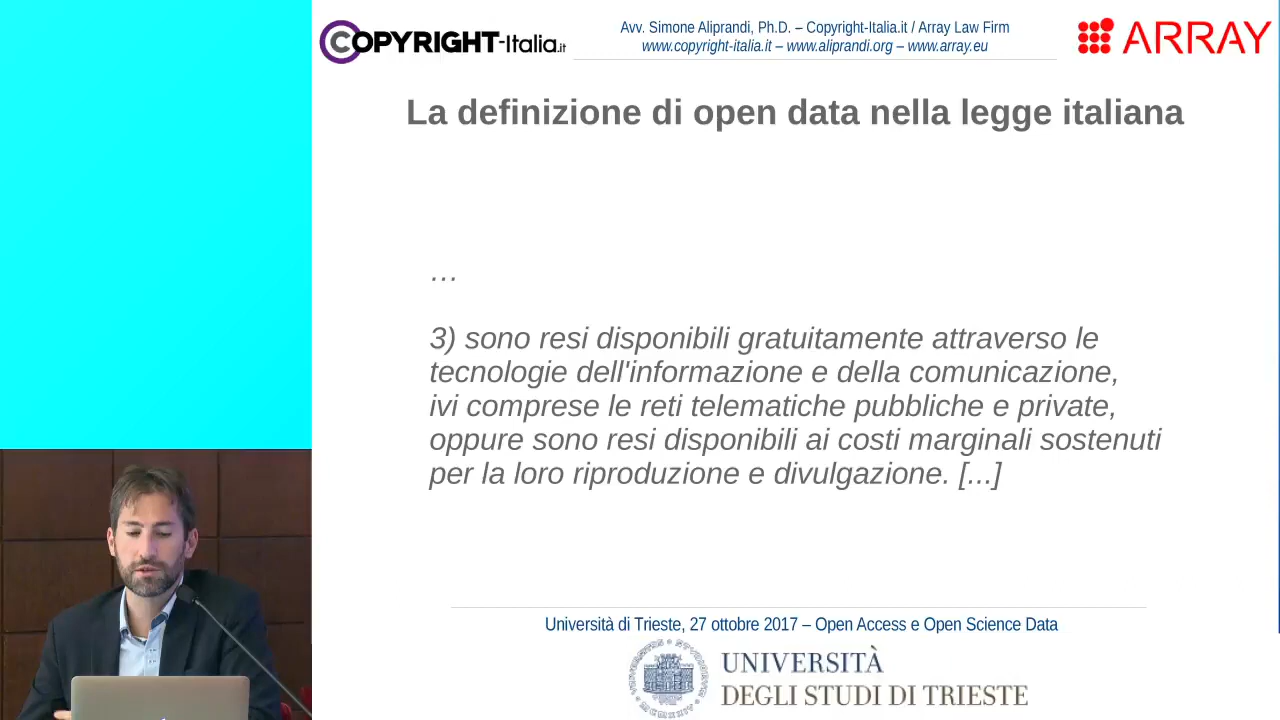 COPYRIGHT-Italia.it
Avv. Simone Aliprandi, Ph.D. – Copyright-Italia.it / Array Law Firm
www.copyright-italia.it – www.aliprandi.org – www.array.eu
ARRAY
La definizione di open data nella legge italiana
…
3) sono resi disponibili gratuitamente attraverso le
tecnologie dell'informazione e della comunicazione,
ivi comprese le reti telematiche pubbliche e private,
oppure sono resi disponibili ai costi marginali sostenuti
per la loro riproduzione e divulgazione. [...]
Università di Trieste, 27 ottobre 2017 – Open Access e Open Science Data
UNIVERSITÀ
DEGLI STUDI DI TRIESTE